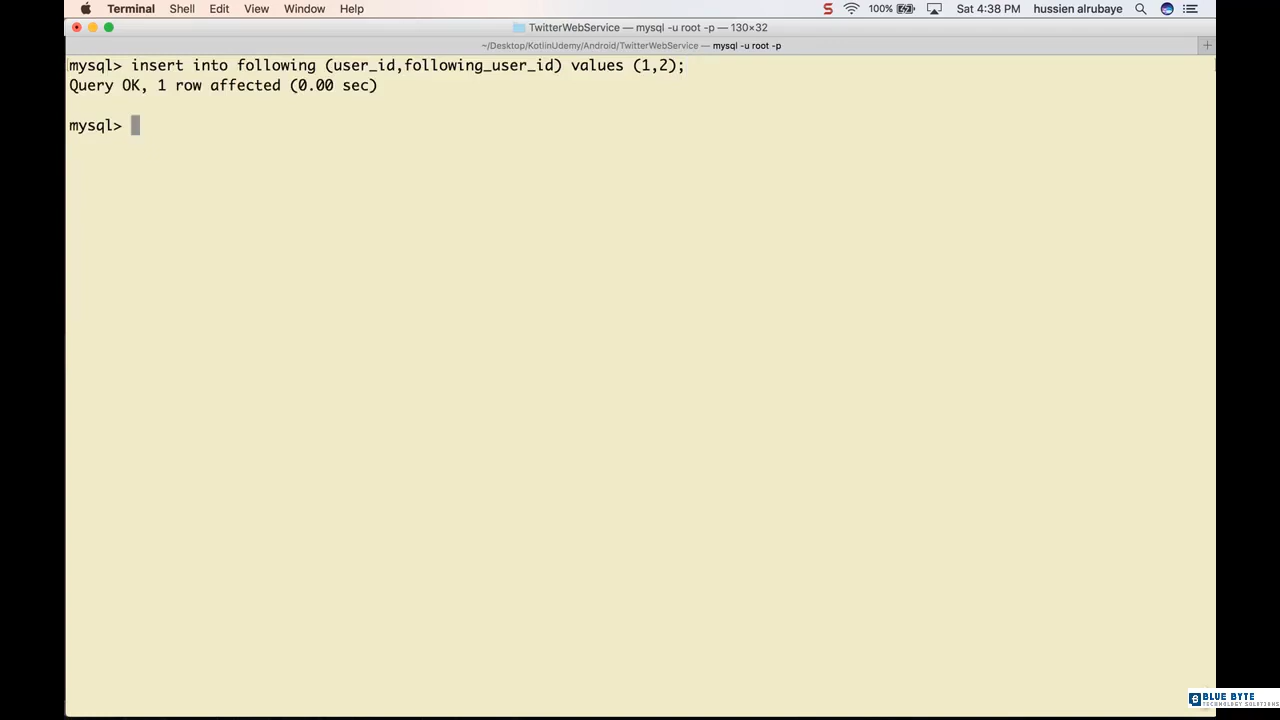 Terminal Shell Edit View Window Help S 100% Sat 4:38 PM hussien alrubaye
TwitterWebService — mysql -u root -p — 130×32
~/Desktop/KotlinUdemy/Android/TwitterWebService — mysql -u root -p +
mysql> insert into following (user_id,following_user_id) values (1,2);
Query OK, 1 row affected (0.00 sec)
mysql>
BLUE BYTE
TECHNOLOGY SOLUTIONS